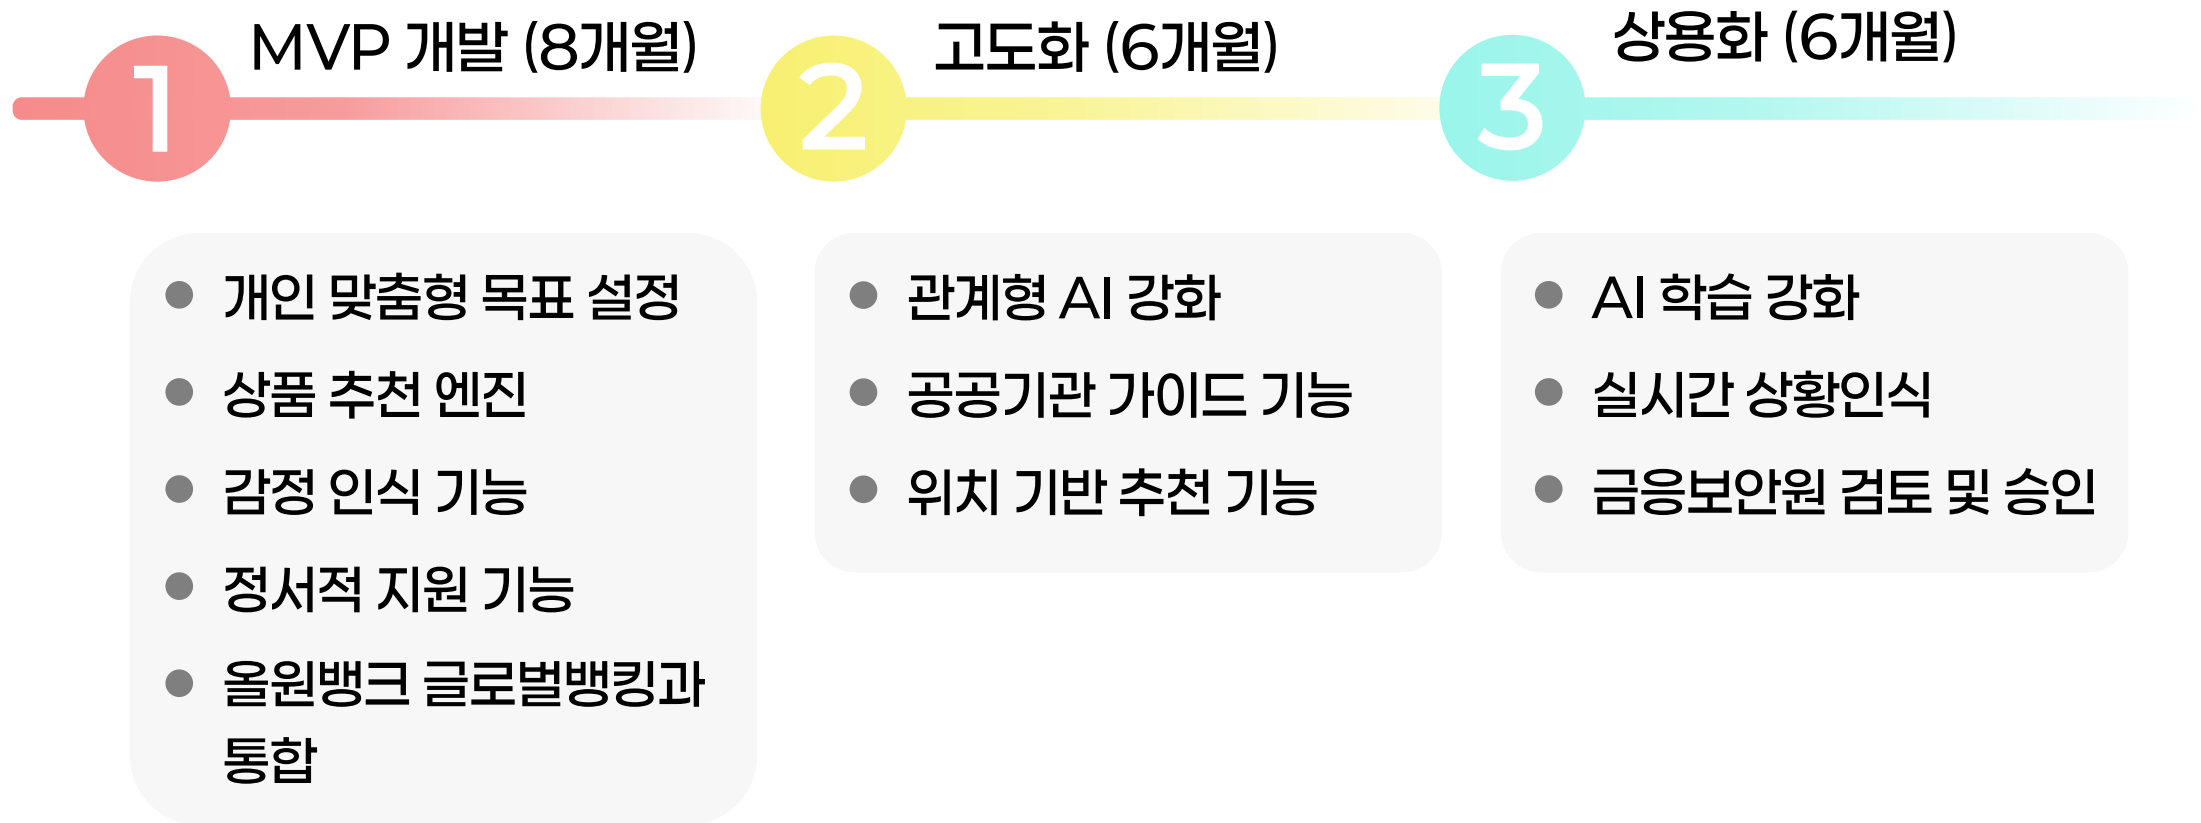 1
MVP 개발 (8개월)
개인 맞춤형 목표 설정
상품 추천 엔진
감정 인식 기능
정서적 지원 기능
올원뱅크 글로벌뱅킹과
통합
2
고도화 (6개월)
관계형 AI 강화
공공기관 가이드 기능
위치 기반 추천 기능
3
상용화 (6개월)
AI 학습 강화
실시간 상황인식
금융보안원 검토 및 승인